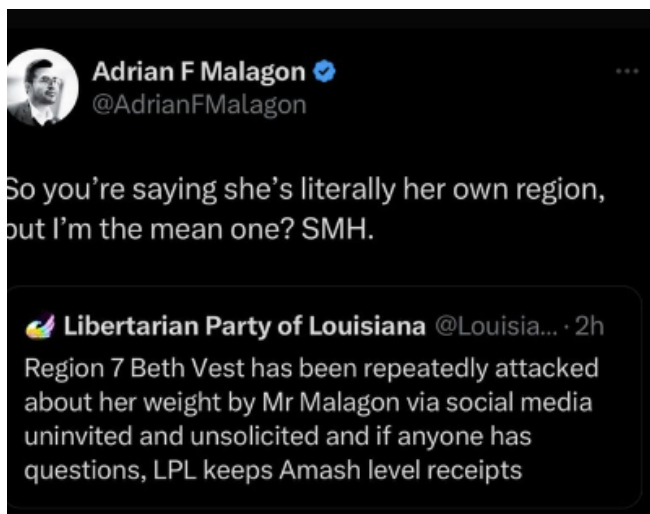 Adrian F Malagon
@AdrianFMalagon
So you're saying she's literally her own region,
but I'm the mean one? SMH.
Libertarian Party of Louisiana @Louisia... · 2h
Region 7 Beth Vest has been repeatedly attacked
about her weight by Mr Malagon via social media
uninvited and unsolicited and if anyone has
questions, LPL keeps Amash level receipts